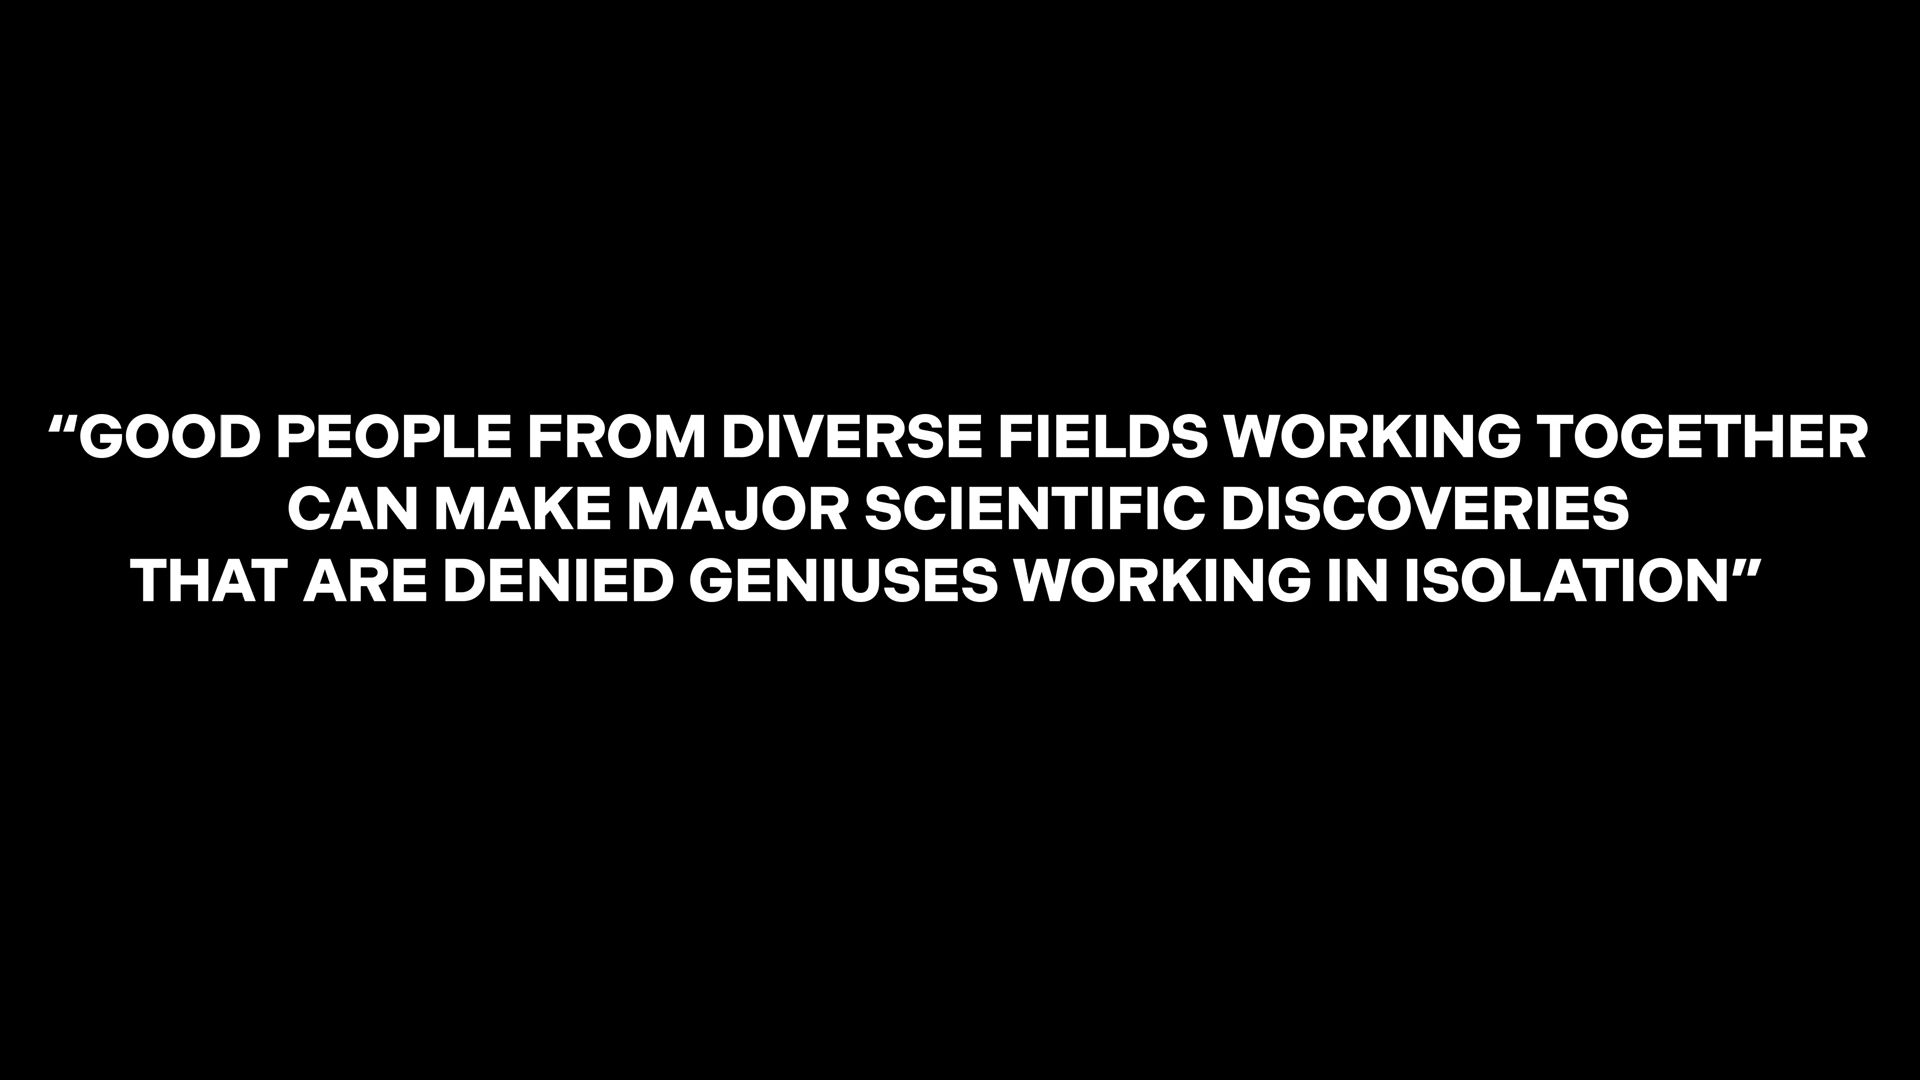 “GOOD PEOPLE FROM DIVERSE FIELDS WORKING TOGETHER
CAN MAKE MAJOR SCIENTIFIC DISCOVERIES
THAT ARE DENIED GENIUSES WORKING IN ISOLATION”